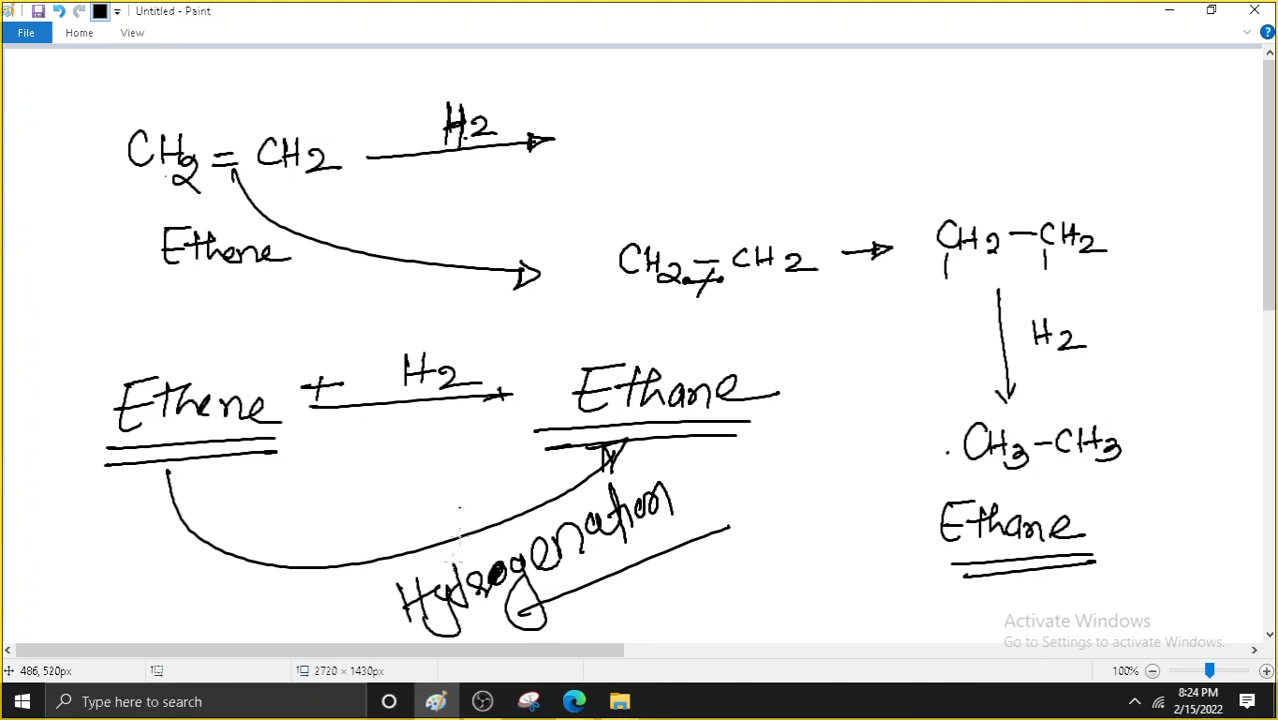 Untitled - Paint
File Home View
CH2 = CH2 H2
Ethene
CH2 = CH2 → CH2 - CH2
H2
Ethene + H2 Ethane
CH3 - CH3
Hydrogenation
Ethane
Activate Windows
Go to Settings to activate Windows.
486, 520px 2720 × 1430px 100%
Type here to search
8:24 PM
2/15/2022